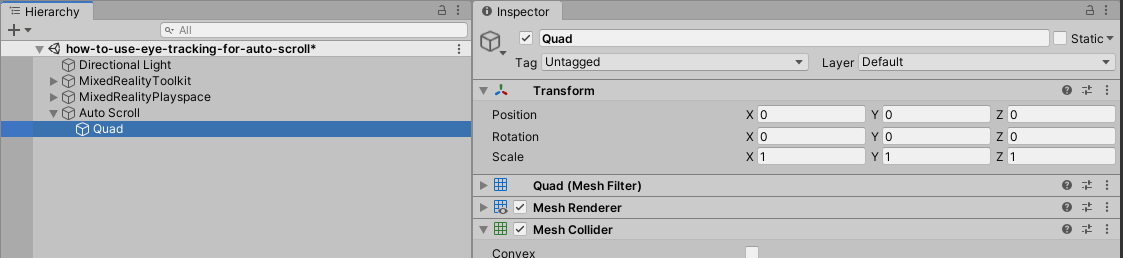 Hierarchy
All
how-to-use-eye-tracking-for-auto-scroll*
Directional Light
MixedRealityToolkit
MixedRealityPlayspace
Auto Scroll
Quad
Inspector
Quad
Static
Tag Untagged Layer Default
Transform
Position X 0 Y 0 Z 0
Rotation X 0 Y 0 Z 0
Scale X 1 Y 1 Z 1
Quad (Mesh Filter)
Mesh Renderer
Mesh Collider
Convex